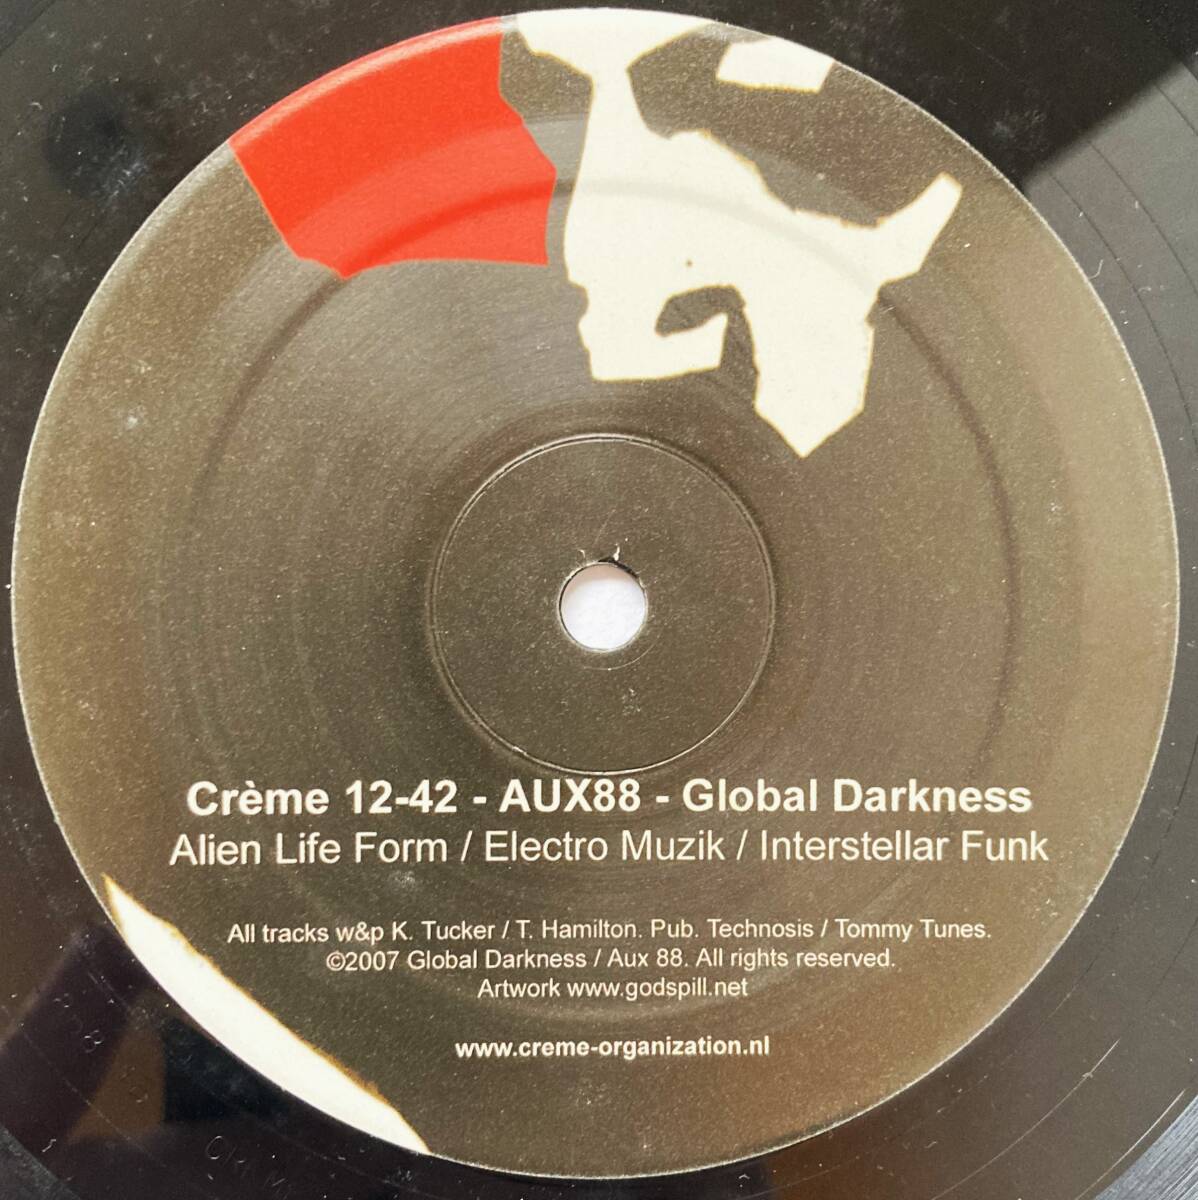 Crème 12-42 - AUX88 - Global Darkness
Alien Life Form / Electro Muzik / Interstellar Funk
All tracks w&p K. Tucker / T. Hamilton. Pub. Technosis / Tommy Tunes.
©2007 Global Darkness / Aux 88. All rights reserved.
Artwork www.godspill.net
www.creme-organization.nl